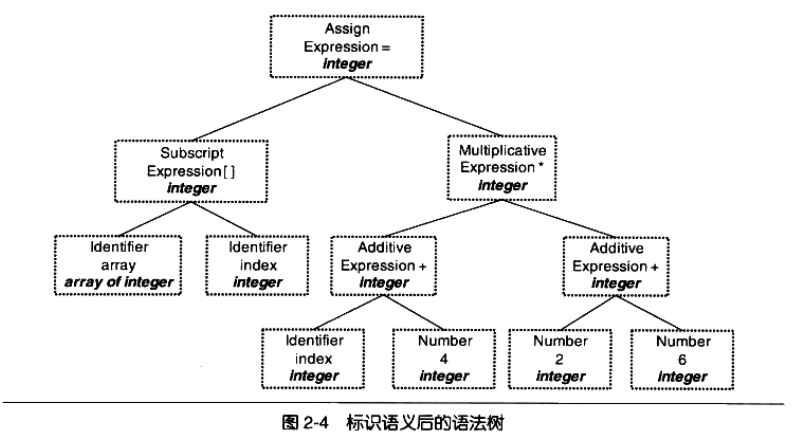 Assign
Expression =
integer
Subscript
Expression [ ]
integer
Multiplicative
Expression *
integer
Identifier
array
array of integer
Identifier
index
integer
Additive
Expression +
integer
Additive
Expression +
integer
Identifier
index
integer
Number
4
integer
Number
2
integer
Number
6
integer
图 2-4 标识语义后的语法树